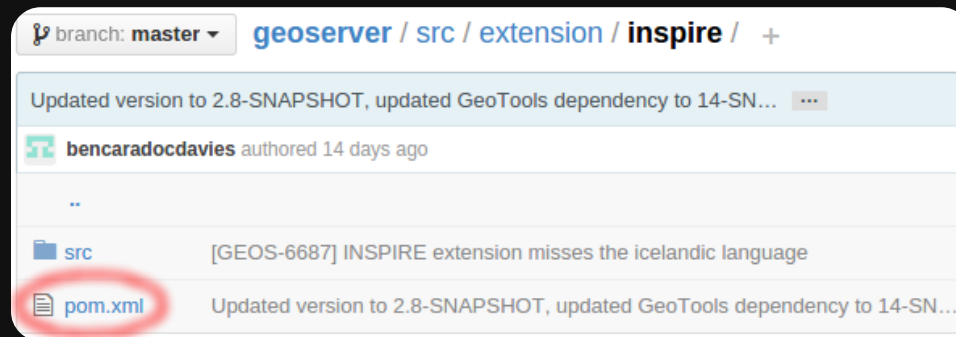 branch: master geoserver / src / extension / inspire / +
Updated version to 2.8-SNAPSHOT, updated GeoTools dependency to 14-SN… ...
bencaradocdavies authored 14 days ago
..
src [GEOS-6687] INSPIRE extension misses the icelandic language
pom.xml Updated version to 2.8-SNAPSHOT, updated GeoTools dependency to 14-SN…